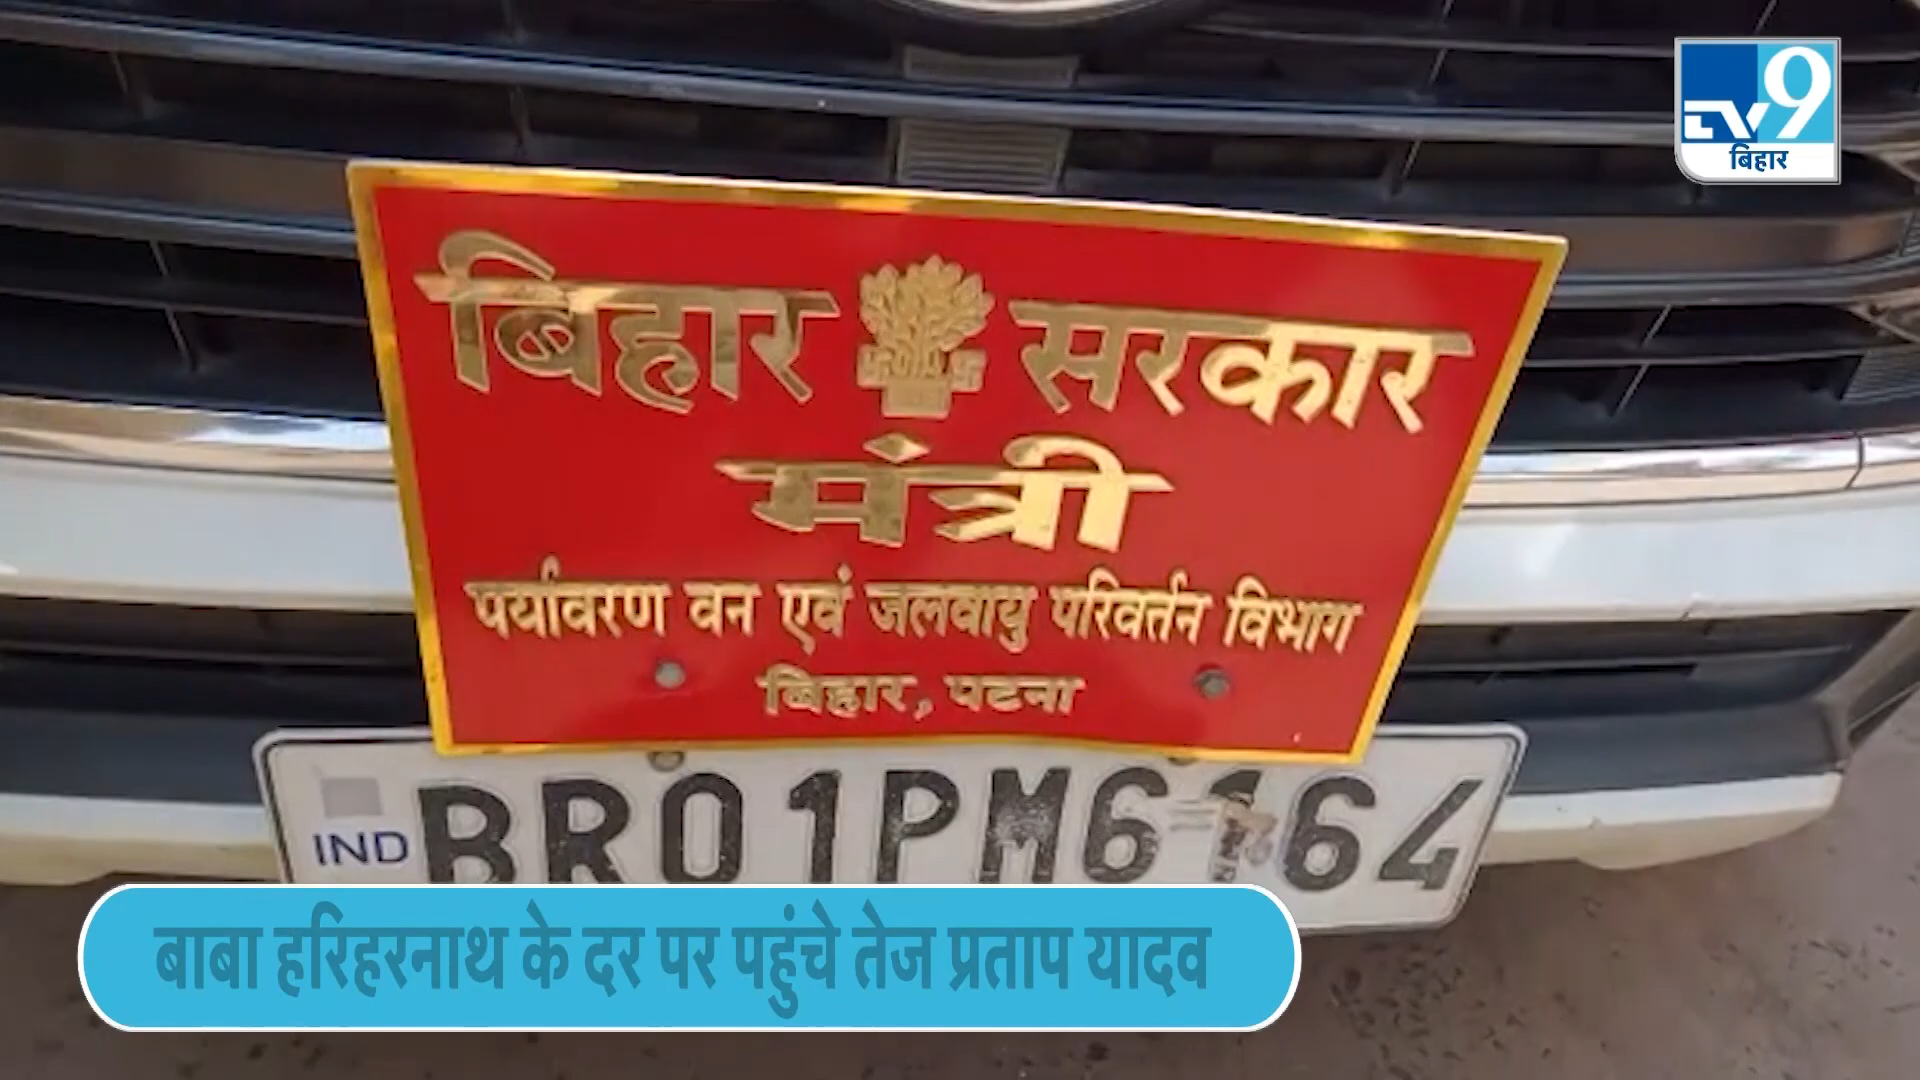 TV9
बिहार
बिहार सरकार
मंत्री
पर्यावरण वन एवं जलवायु परिवर्तन विभाग
बिहार, पटना
IND BR01PM6164
बाबा हरिहरनाथ के दर पर पहुंचे तेज प्रताप यादव